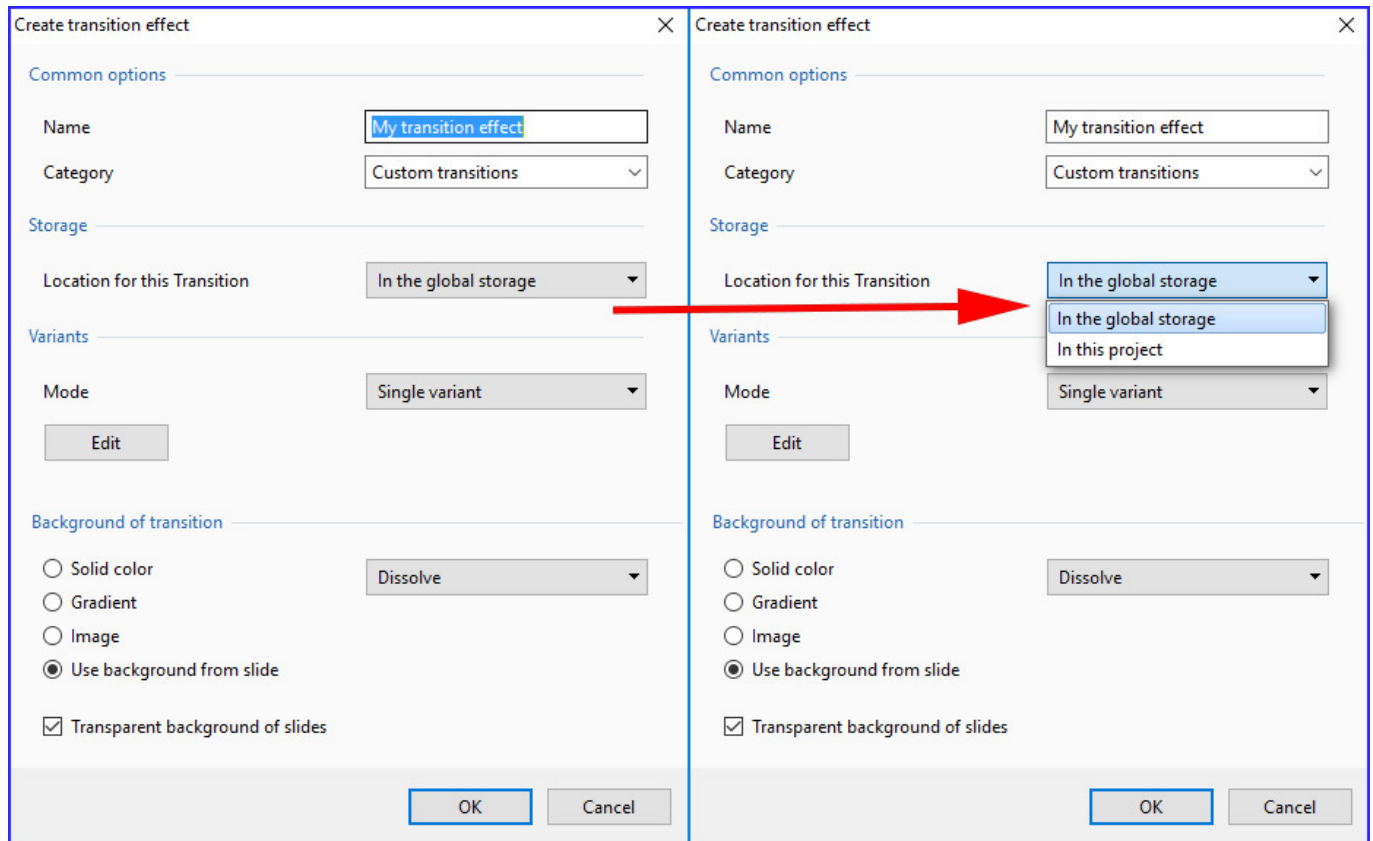 Create transition effect
Common options
Name My transition effect
Category Custom transitions
Storage
Location for this Transition In the global storage
Variants
Mode Single variant
Edit
Background of transition
Solid color Dissolve
Gradient
Image
Use background from slide
Transparent background of slides
OK Cancel
Create transition effect
Common options
Name My transition effect
Category Custom transitions
Storage
Location for this Transition In the global storage
In the global storage
Variants
In this project
Mode Single variant
Edit
Background of transition
Solid color Dissolve
Gradient
Image
Use background from slide
Transparent background of slides
OK Cancel